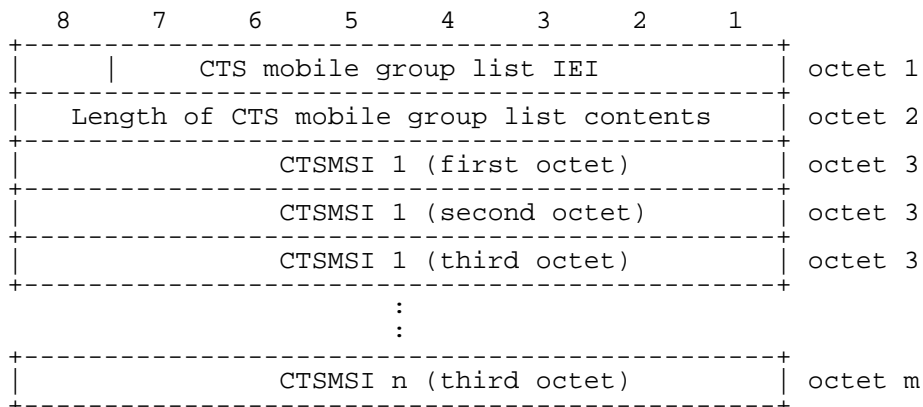 8 7 6 5 4 3 2 1
+-----------------------------------------------+
| | CTS mobile group list IEI | octet 1
+-----------------------------------------------+
| Length of CTS mobile group list contents | octet 2
+-----------------------------------------------+
| CTSMSI 1 (first octet) | octet 3
+-----------------------------------------------+
| CTSMSI 1 (second octet) | octet 3
+-----------------------------------------------+
| CTSMSI 1 (third octet) | octet 3
+-----------------------------------------------+
:
:
+-----------------------------------------------+
| CTSMSI n (third octet) | octet m
+-----------------------------------------------+